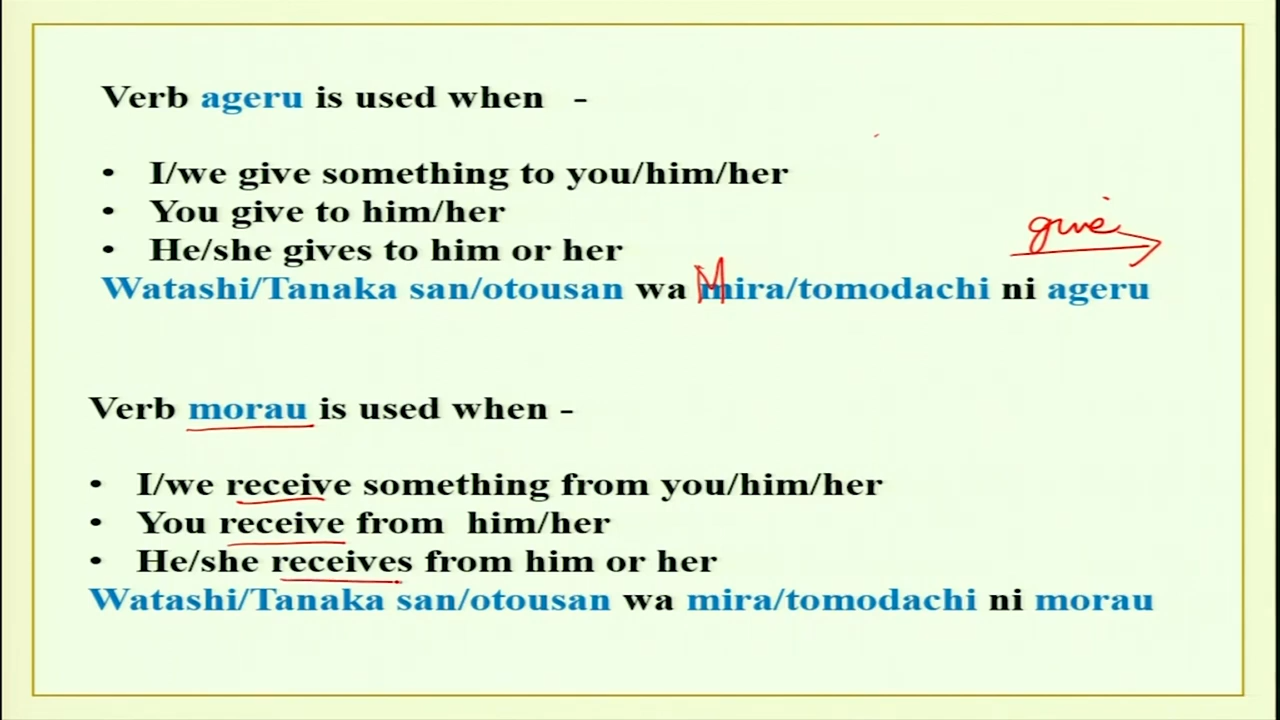 Verb ageru is used when -
• I/we give something to you/him/her
• You give to him/her
give
• He/she gives to him or her
Watashi/Tanaka san/otousan wa Mira/tomodachi ni ageru
Verb morau is used when -
• I/we receive something from you/him/her
• You receive from him/her
• He/she receives from him or her
Watashi/Tanaka san/otousan wa mira/tomodachi ni morau